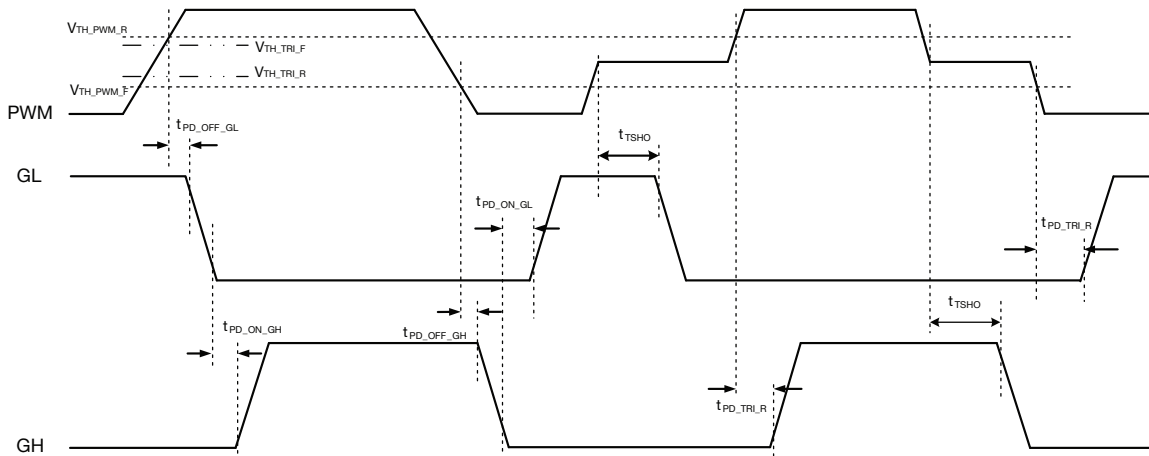 VTH_PWM_R
VTH_TRI_F
VTH_TRI_R
VTH_PWM_F
PWM
tPD_OFF_GL
tTSHO
GL
tPD_ON_GL
tPD_TRI_R
tTSHO
tPD_ON_GH
tPD_OFF_GH
tPD_TRI_R
GH